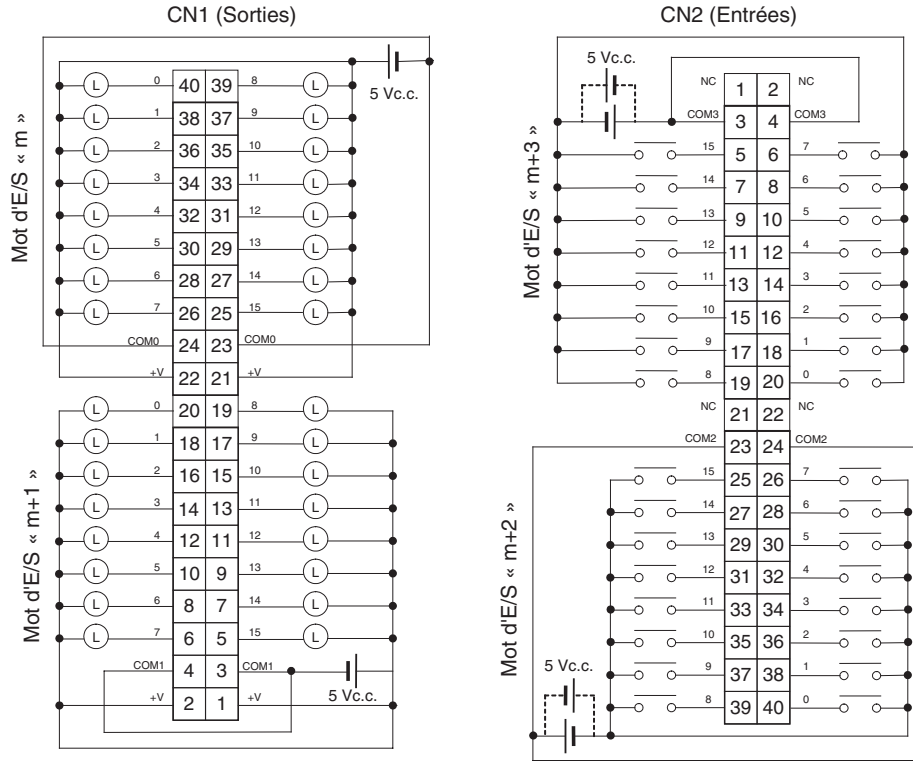 CN1 (Sorties)
5 Vc.c.
Mot d'E/S « m »
L 0 40 39 8 L
L 1 38 37 9 L
L 2 36 35 10 L
L 3 34 33 11 L
L 4 32 31 12 L
L 5 30 29 13 L
L 6 28 27 14 L
L 7 26 25 15 L
COM0 24 23 COM0
+V 22 21 +V
Mot d'E/S « m+1 »
L 0 20 19 8 L
L 1 18 17 9 L
L 2 16 15 10 L
L 3 14 13 11 L
L 4 12 11 12 L
L 5 10 9 13 L
L 6 8 7 14 L
L 7 6 5 15 L
COM1 4 3 COM1
5 Vc.c.
+V 2 1 +V
CN2 (Entrées)
5 Vc.c.
Mot d'E/S « m+3 »
NC 1 2 NC
COM3 3 4 COM3
15 5 6 7
14 7 8 6
13 9 10 5
12 11 12 4
11 13 14 3
10 15 16 2
9 17 18 1
8 19 20 0
NC 21 22 NC
COM2 23 24 COM2
Mot d'E/S « m+2 »
15 25 26 7
14 27 28 6
13 29 30 5
12 31 32 4
11 33 34 3
10 35 36 2
9 37 38 1
8 39 40 0
5 Vc.c.